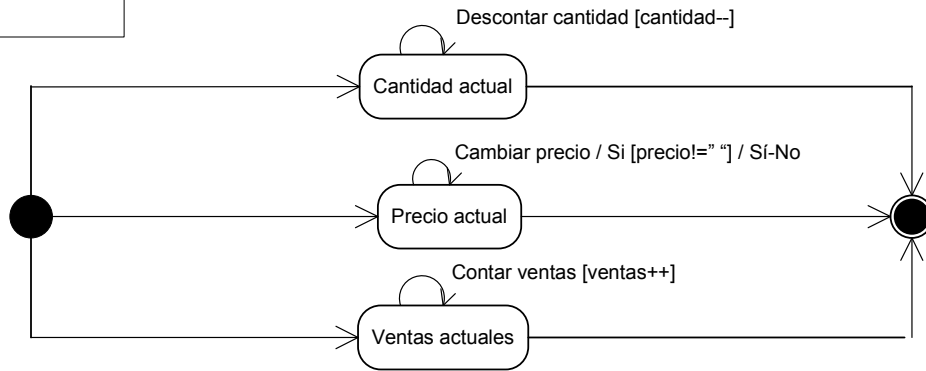 Descontar cantidad [cantidad--]
Cantidad actual
Cambiar precio / Si [precio!=” “] / Sí-No
Precio actual
Contar ventas [ventas++]
Ventas actuales